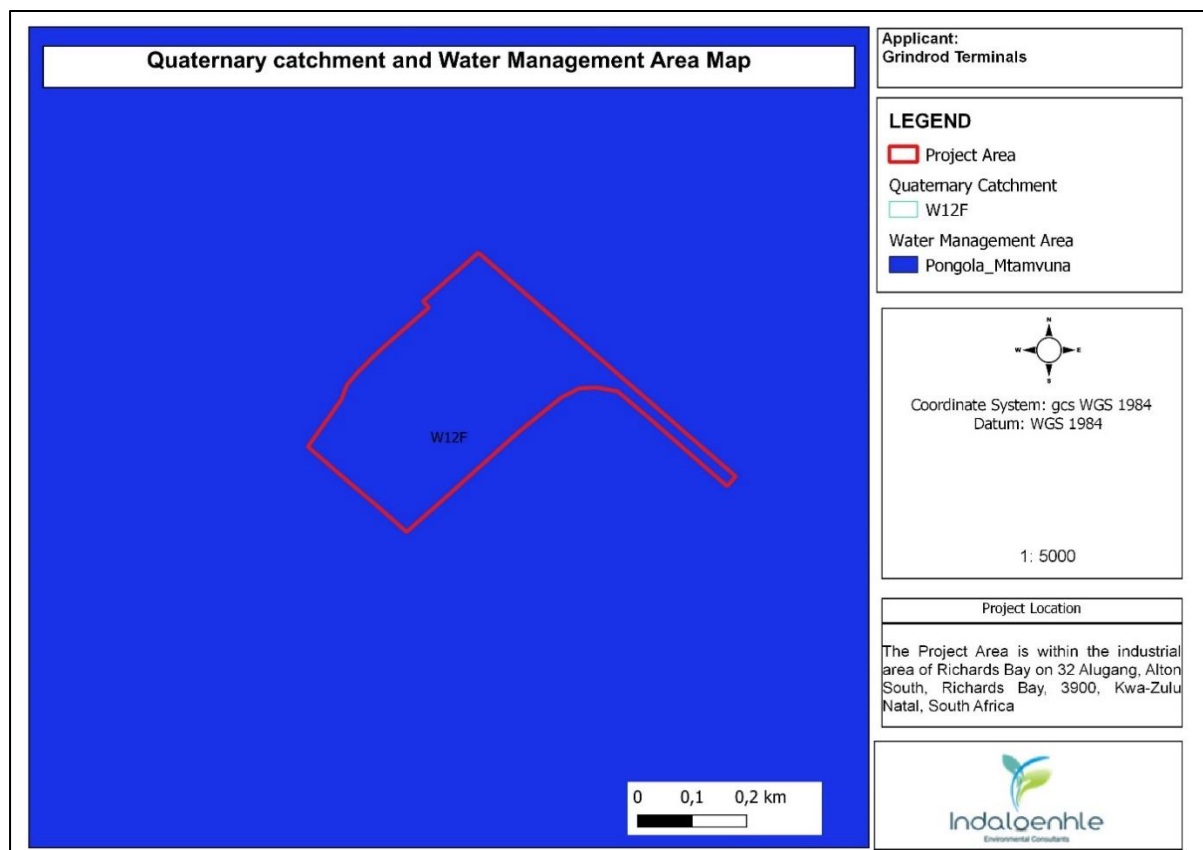 Quaternary catchment and Water Management Area Map
W12F
0 0,1 0,2 km
Applicant:
Grindrod Terminals
LEGEND
Project Area
Quaternary Catchment
W12F
Water Management Area
Pongola_Mtamvuna
N
W E
S
Coordinate System: gcs WGS 1984
Datum: WGS 1984
1: 5000
Project Location
The Project Area is within the industrial
area of Richards Bay on 32 Alugang, Alton
South, Richards Bay, 3900, Kwa-Zulu
Natal, South Africa
Indaloenhle
Environmental Consultants